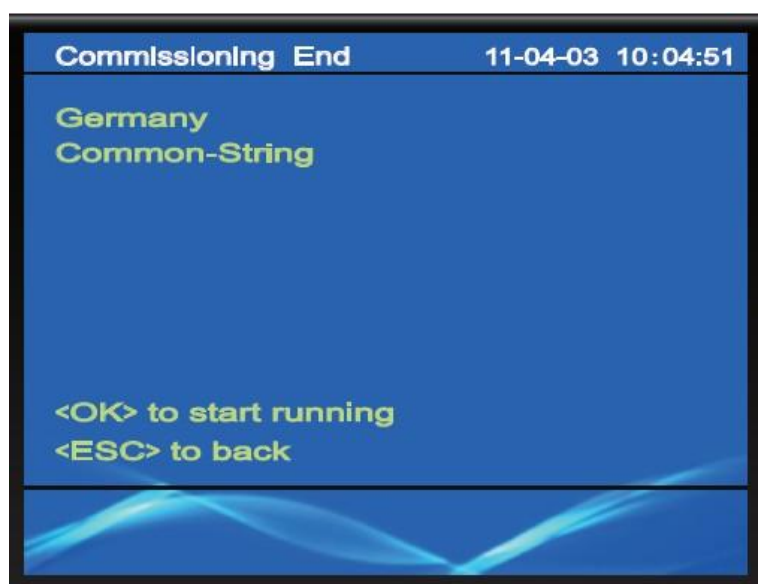 Commissioning End 11-04-03 10:04:51
Germany
Common-String
<OK> to start running
<ESC> to back